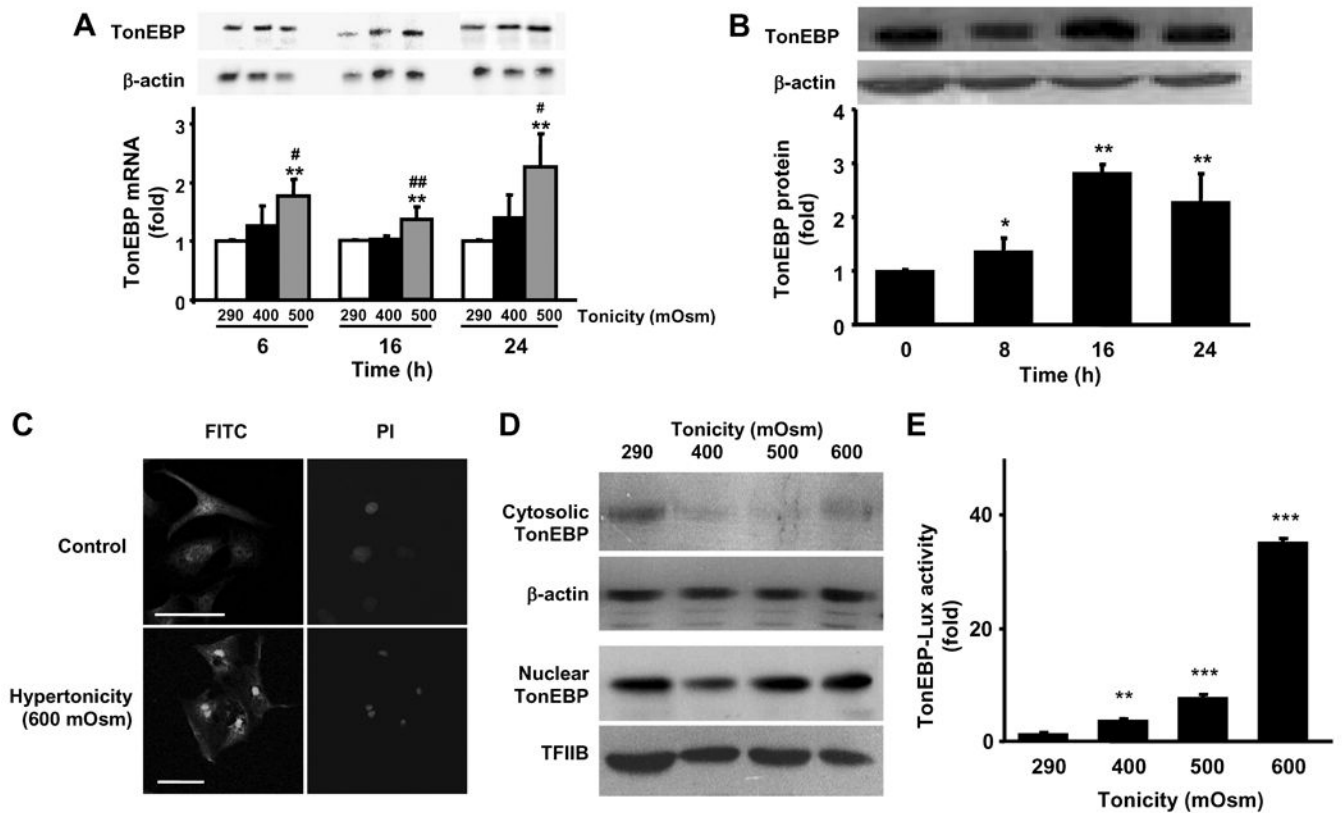 A
TonEBP
β-actin
TonEBP mRNA
(fold)
3
2
1
0
#
**
##
**
#
**
290 400 500 290 400 500 290 400 500 Tonicity (mOsm)
6 16 24
Time (h)
B
TonEBP
β-actin
TonEBP protein
(fold)
4
3
2
1
0
*
**
**
0 8 16 24
Time (h)
C
FITC PI
Control
Hypertonicity
(600 mOsm)
D
Tonicity (mOsm)
290 400 500 600
Cytosolic
TonEBP
β-actin
Nuclear
TonEBP
TFIIB
E
TonEBP-Lux activity
(fold)
40
20
0
**
***
***
290 400 500 600
Tonicity (mOsm)